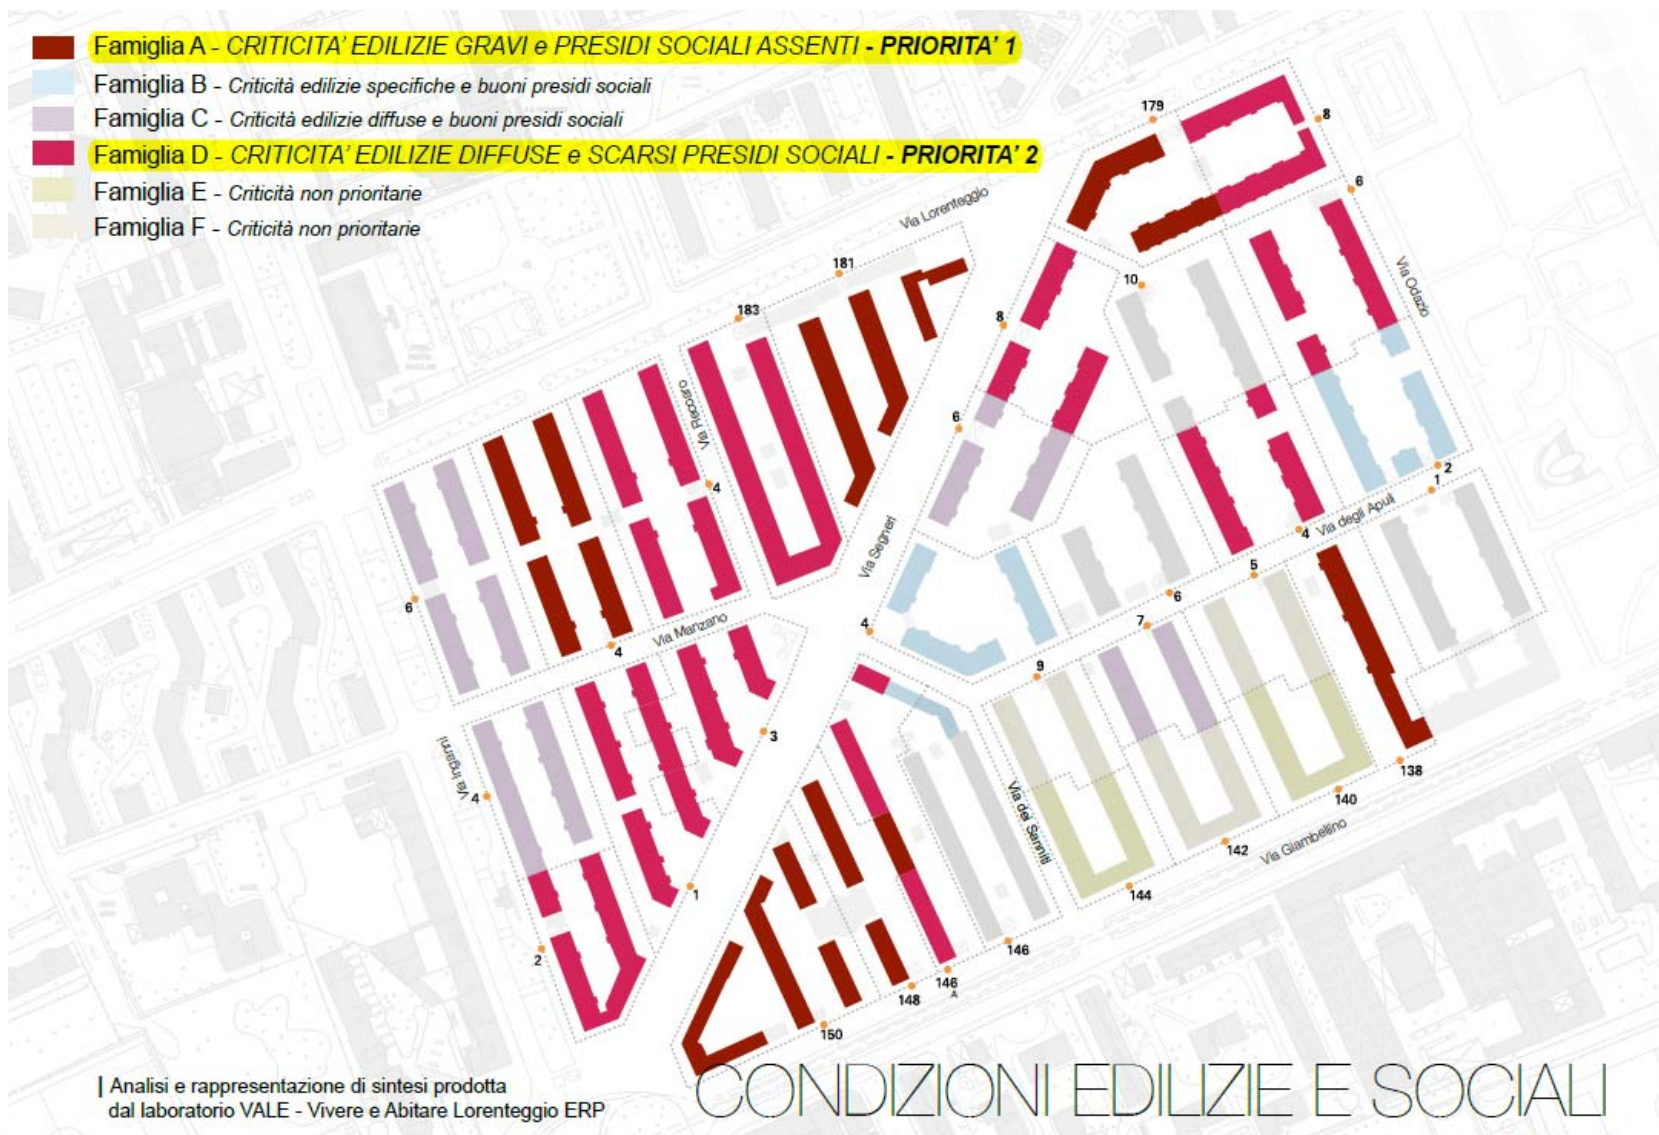 Famiglia A - CRITICITA' EDILIZIE GRAVI e PRESIDI SOCIALI ASSENTI - PRIORITA' 1
Famiglia B - Criticità edilizie specifiche e buoni presidi sociali
Famiglia C - Criticità edilizie diffuse e buoni presidi sociali
Famiglia D - CRITICITA' EDILIZIE DIFFUSE e SCARSI PRESIDI SOCIALI - PRIORITA' 2
Famiglia E - Criticità non prioritarie
Famiglia F - Criticità non prioritarie
179
8
6
Via Lorenteggio
181
183
10
8
Via Odazio
Via Recoaro
6
4
2
1
Via degli Apuli
4
Via Segneri
5
6
6
7
4
4
Via Manzano
9
3
Via Inganni
4
138
140
Via dei Sanniti
142
Via Giambellino
144
1
2
146
146
A
148
150
| Analisi e rappresentazione di sintesi prodotta
dal laboratorio VALE - Vivere e Abitare Lorenteggio ERP
CONDIZIONI EDILIZIE E SOCIALI